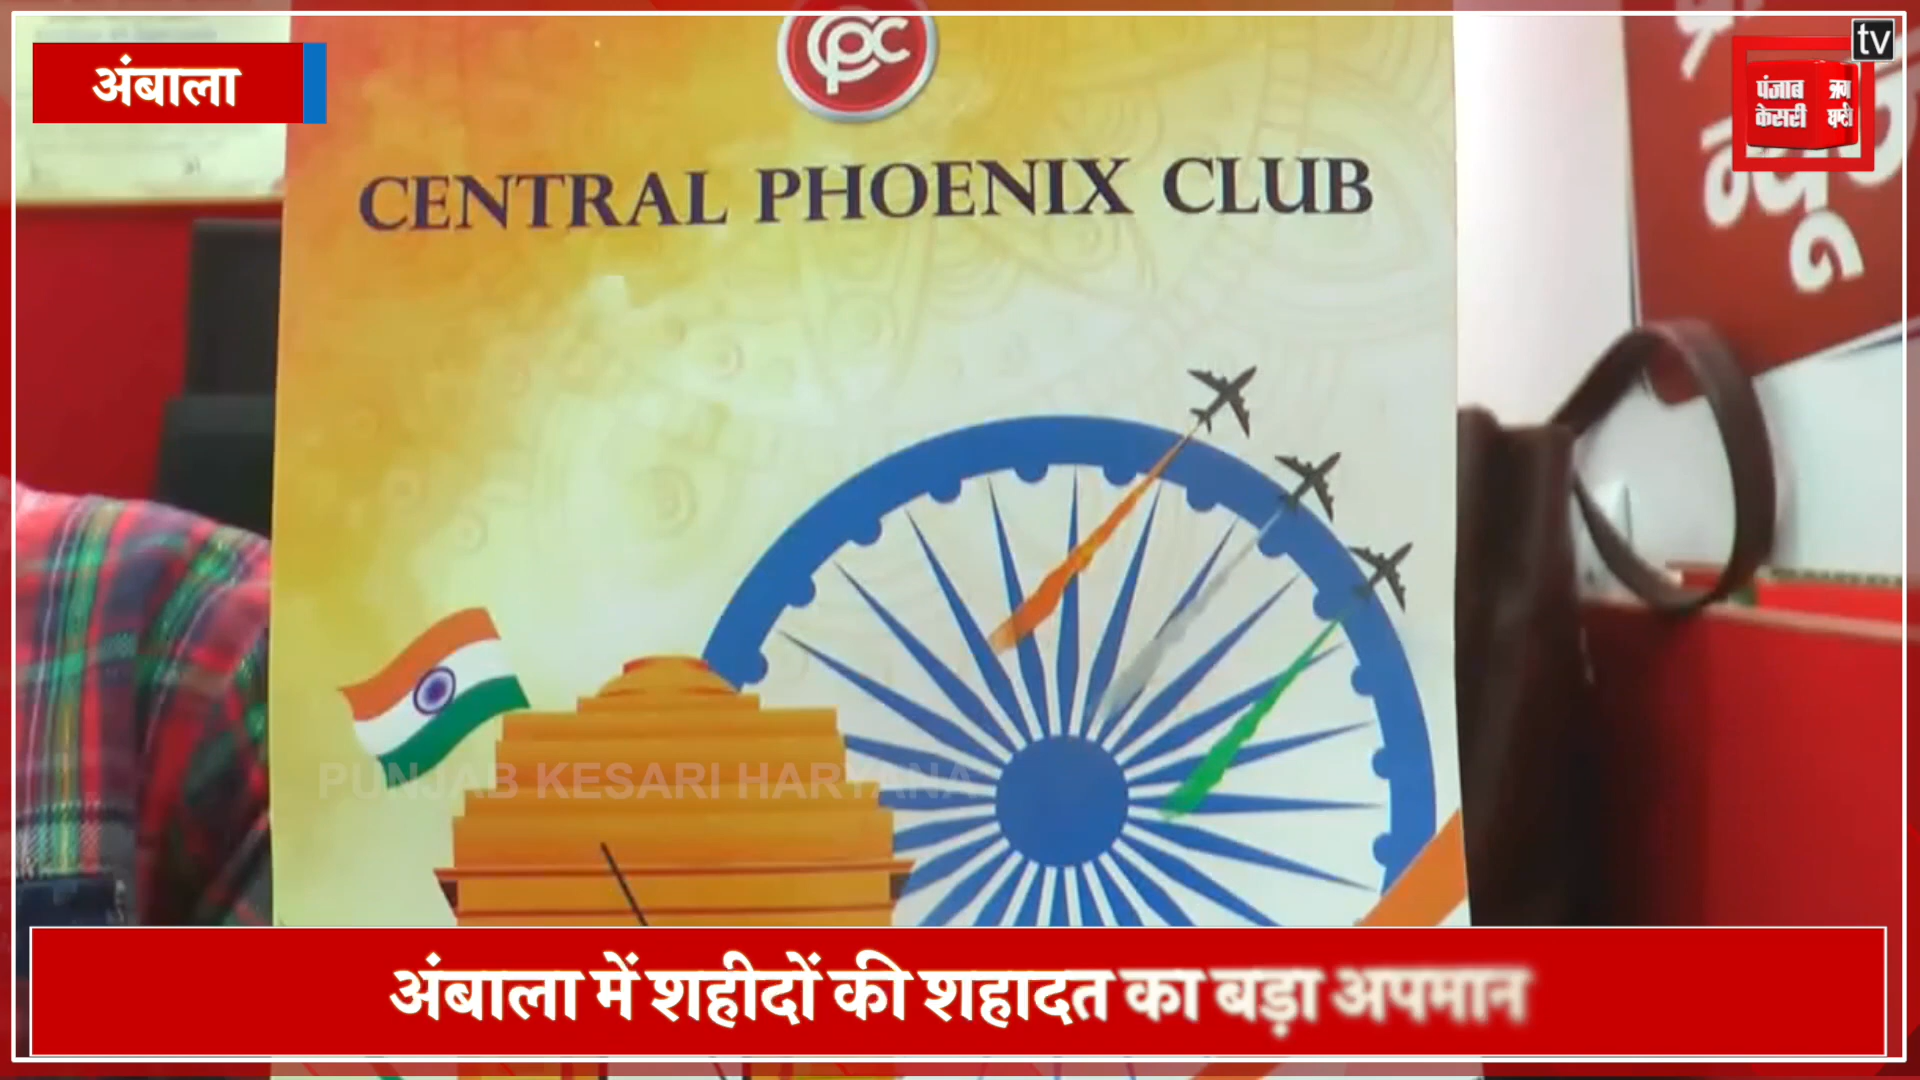 अंबाला
CPC
tv
पंजाब
केसरी
CENTRAL PHOENIX CLUB
PUNJAB KESARI HARYANA
अंबाला में शहीदों की शहादत का बड़ा अपमान